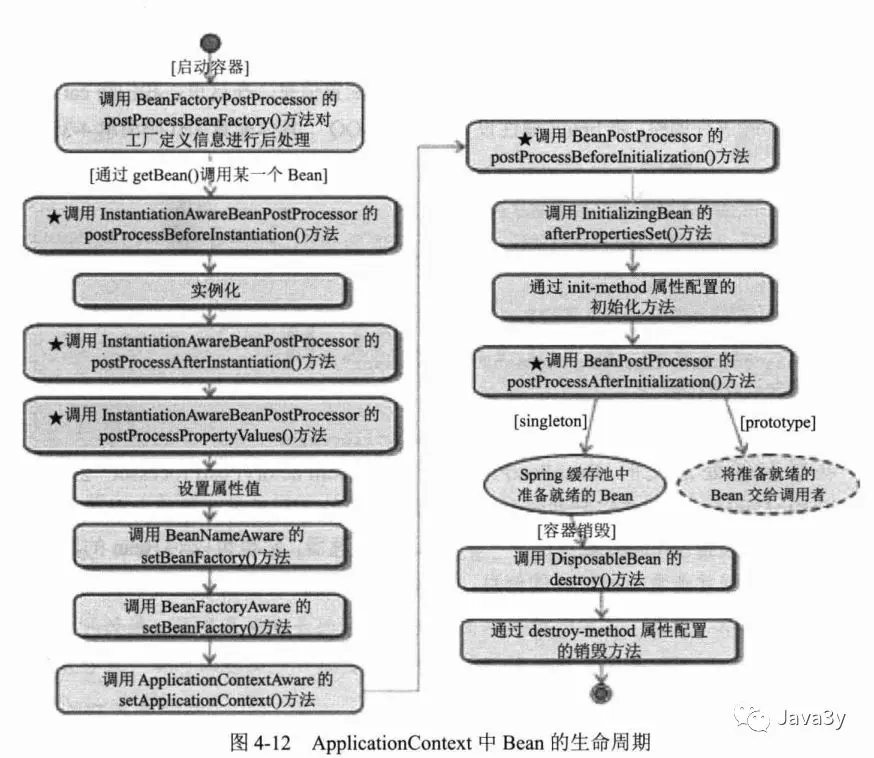 [启动容器]
调用 BeanFactoryPostProcessor 的
postProcessBeanFactory()方法对
工厂定义信息进行后处理
[通过 getBean()调用某一个 Bean]
★调用 InstantiationAwareBeanPostProcessor 的
postProcessBeforeInstantiation()方法
实例化
★调用 InstantiationAwareBeanPostProcessor 的
postProcessAfterInstantiation()方法
★调用 InstantiationAwareBeanPostProcessor 的
postProcessPropertyValues()方法
设置属性值
调用 BeanNameAware 的
setBeanFactory()方法
调用 BeanFactoryAware 的
setBeanFactory()方法
调用 ApplicationContextAware 的
setApplicationContext()方法
★调用 BeanPostProcessor 的
postProcessBeforeInitialization()方法
调用 InitializingBean 的
afterPropertiesSet()方法
通过 init-method 属性配置的
初始化方法
★调用 BeanPostProcessor 的
postProcessAfterInitialization()方法
[singleton]
[prototype]
Spring 缓存池中
准备就绪的 Bean
将准备就绪的
Bean 交给调用者
[容器销毁]
调用 DisposableBean 的
destroy()方法
通过 destroy-method 属性配置
的销毁方法
Java3y
图 4-12 ApplicationContext 中 Bean 的生命周期